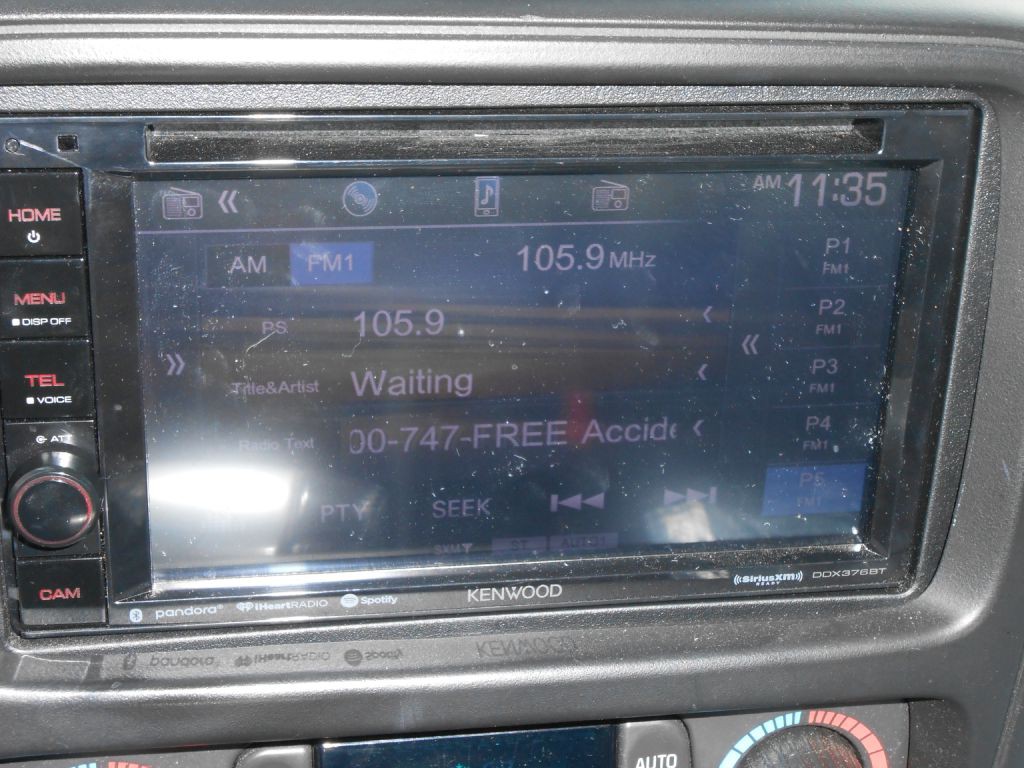 AM 11:35
HOME
AM FM1 105.9 MHz
P1
FM1
MENU
DISP OFF
PS 105.9
P2
FM1
TEL
VOICE
Title&Artist Waiting
P3
FM1
ATT
Radio Text 00-747-FREE Accide
P4
FM1
PTY SEEK
P5
FM1
SXM ST AUTO1
CAM
pandora iHeartRADIO Spotify KENWOOD ((SiriusXM)) READY DDX376BT
AUTO